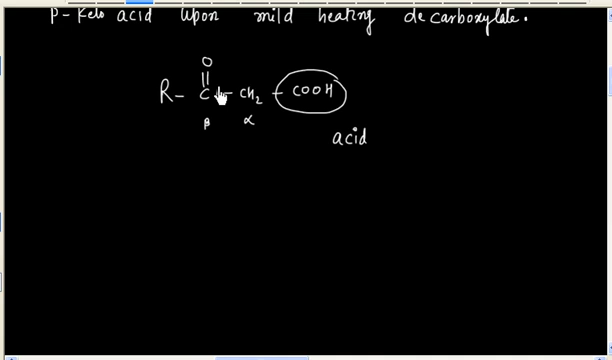 β-Keto acid upon mild heating decarboxylate.
O
||
R - C - CH₂ - COOH
β α
acid